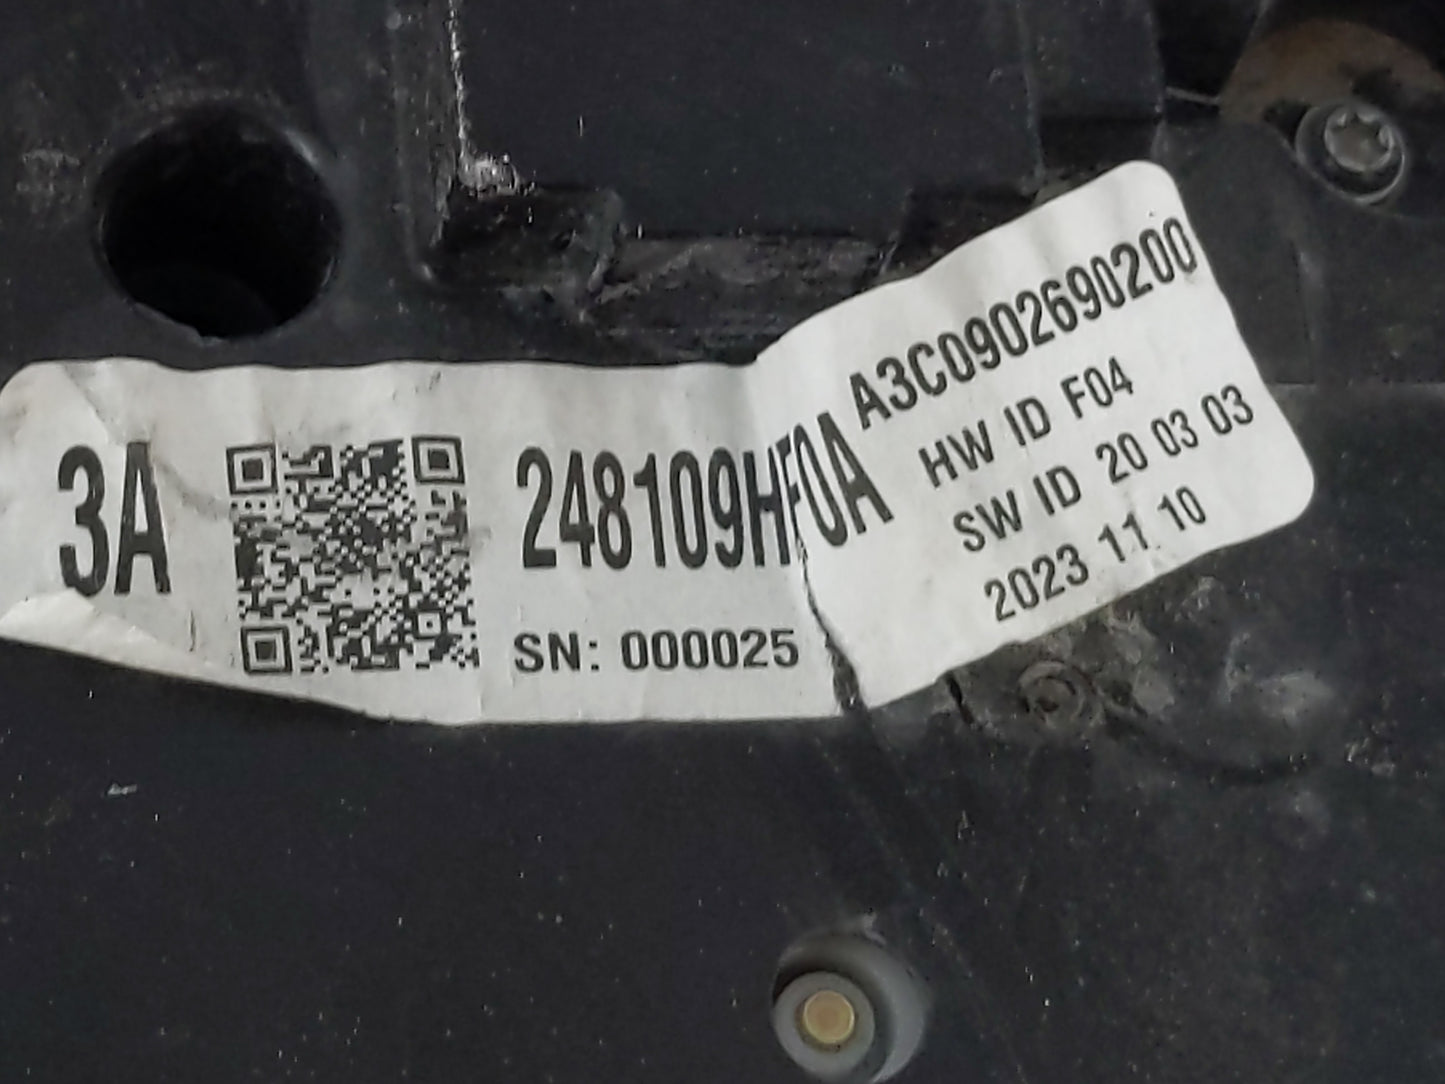 3A
248109HF0A
SN: 000025
A3C0902690200
HW ID F04
SW ID 20 03 03
2023 11 10